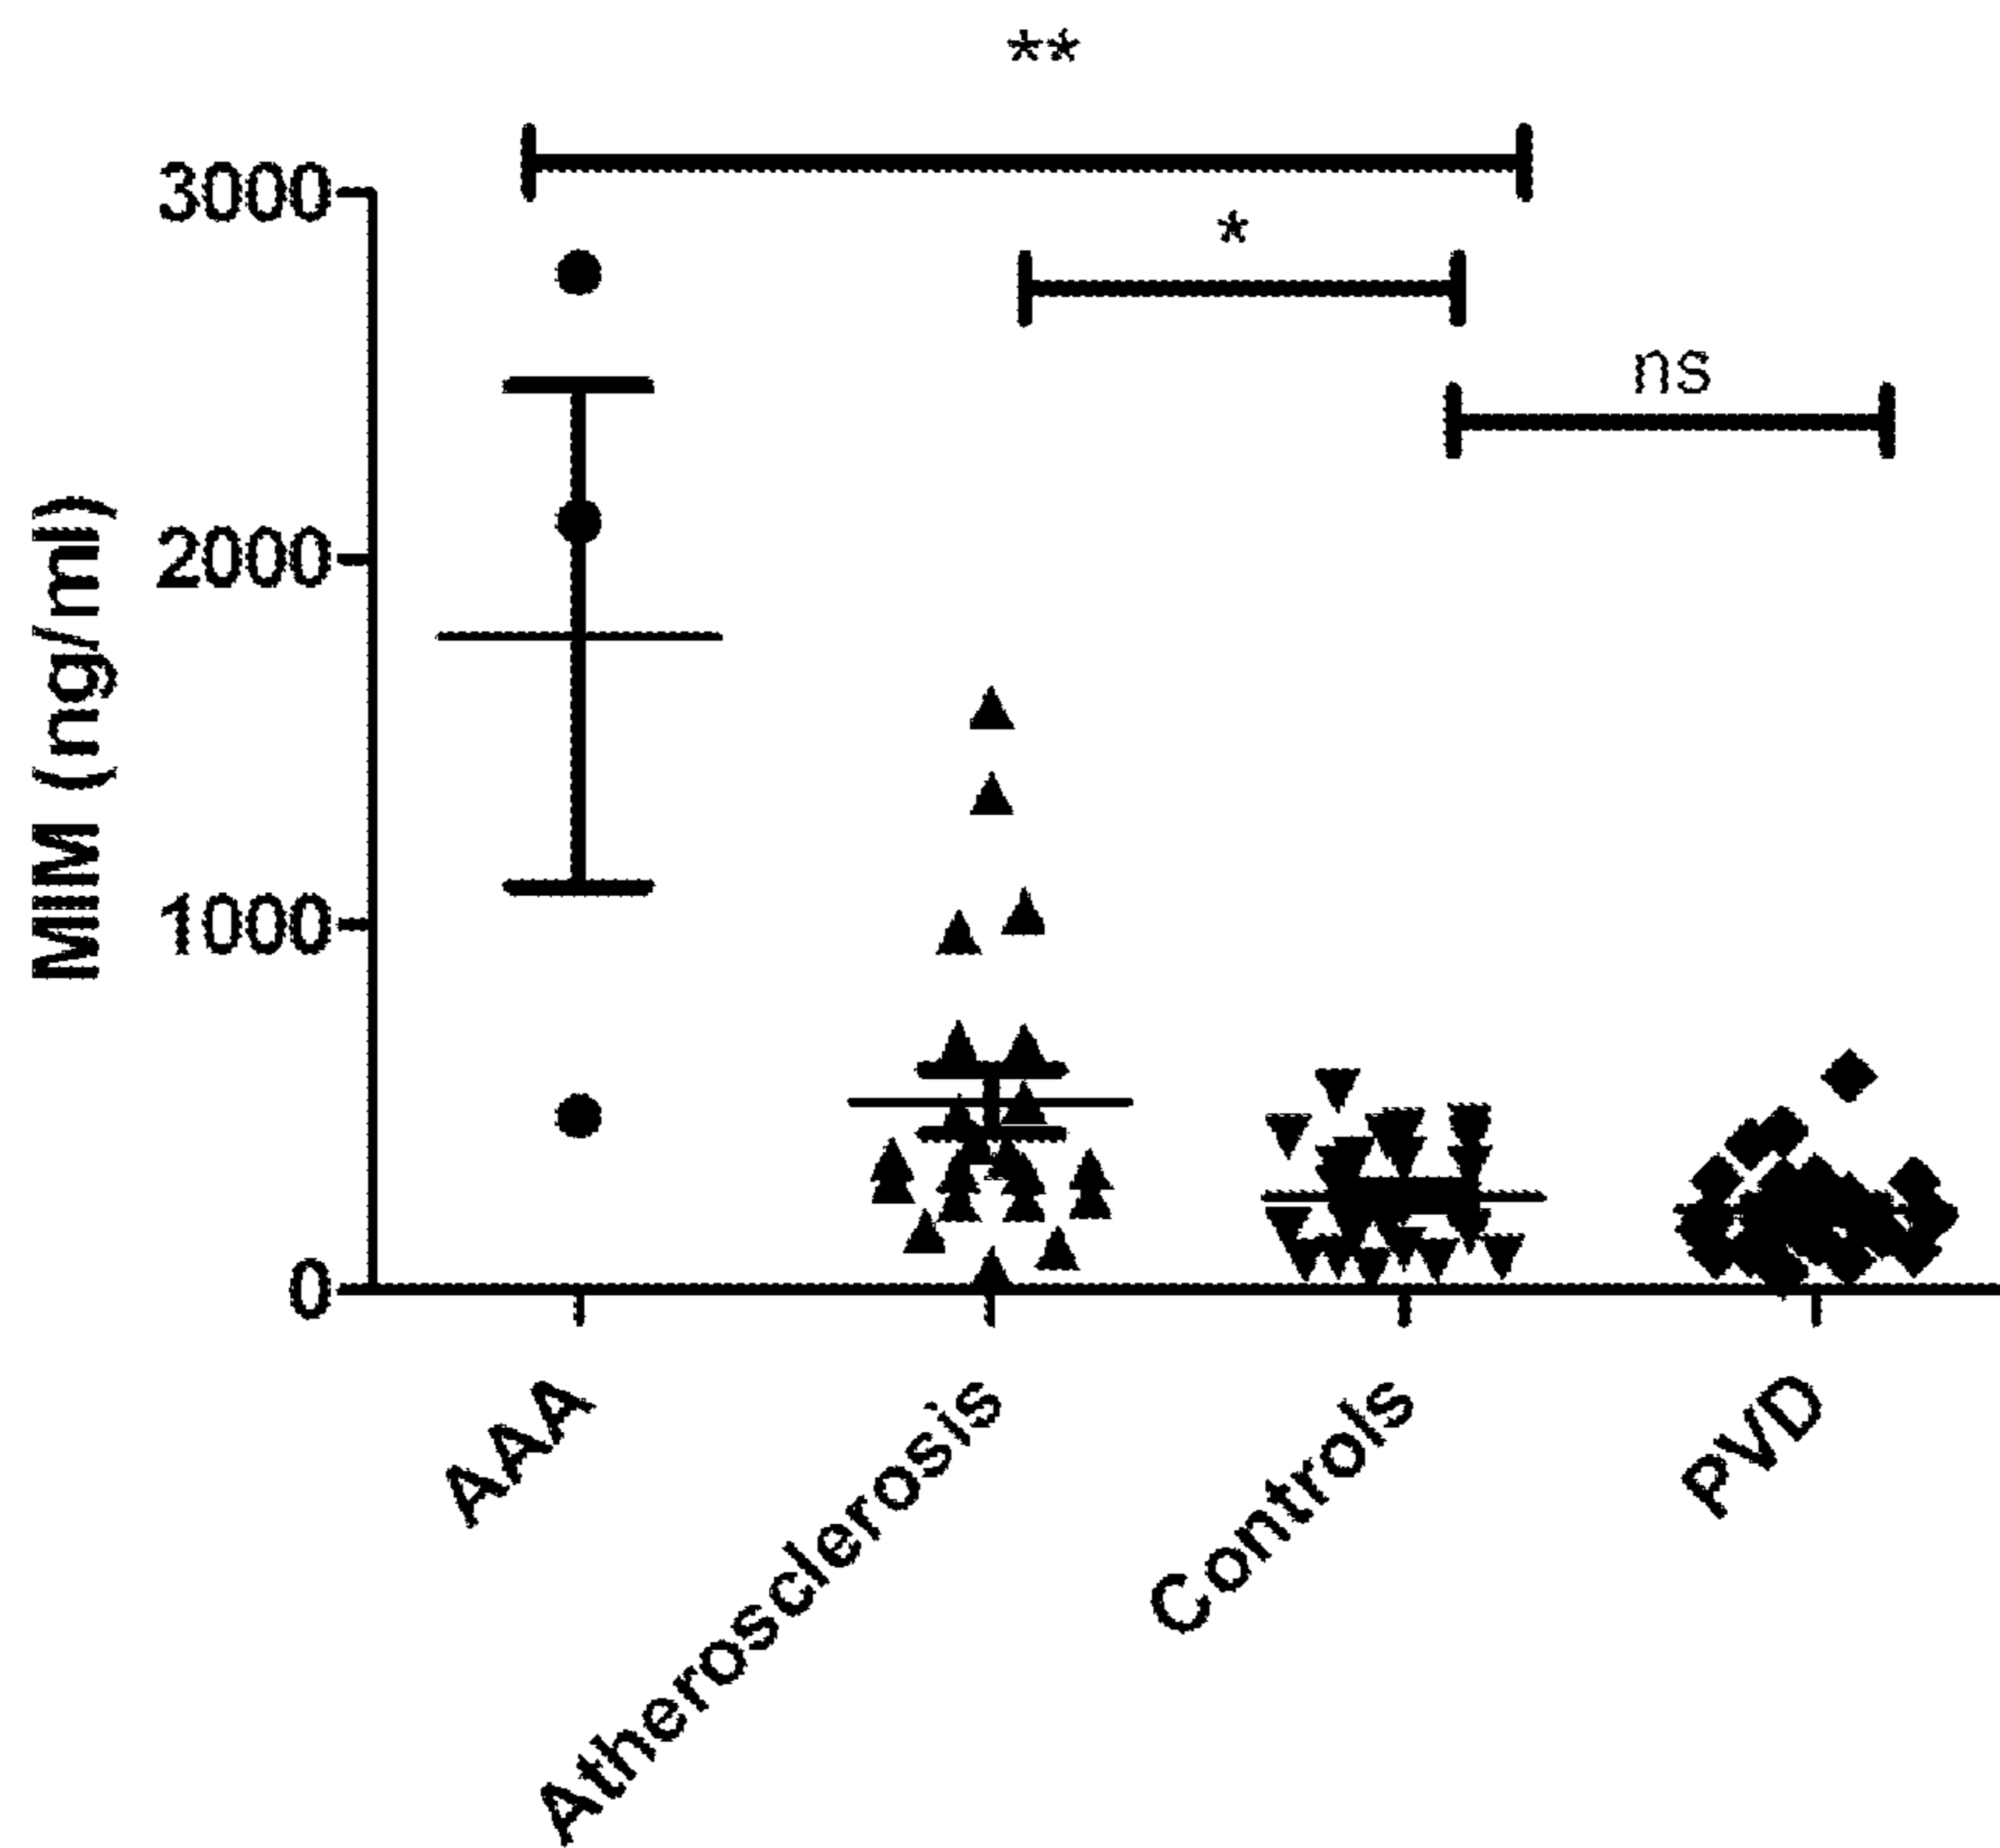 **
*
ns
MIM (ng/ml)
3000
2000
1000
0
AAA
Atherosclerosis
Controls
PVD